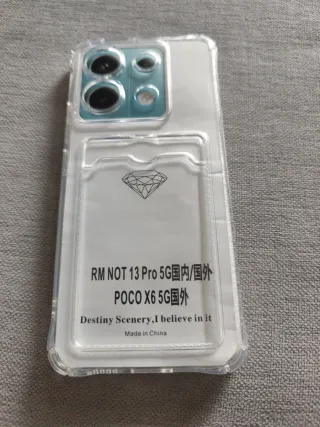 RM NOT 13 Pro 5G国内/国外
POCO X6 5G国外
Destiny Scenery,I believe in it
Made in China